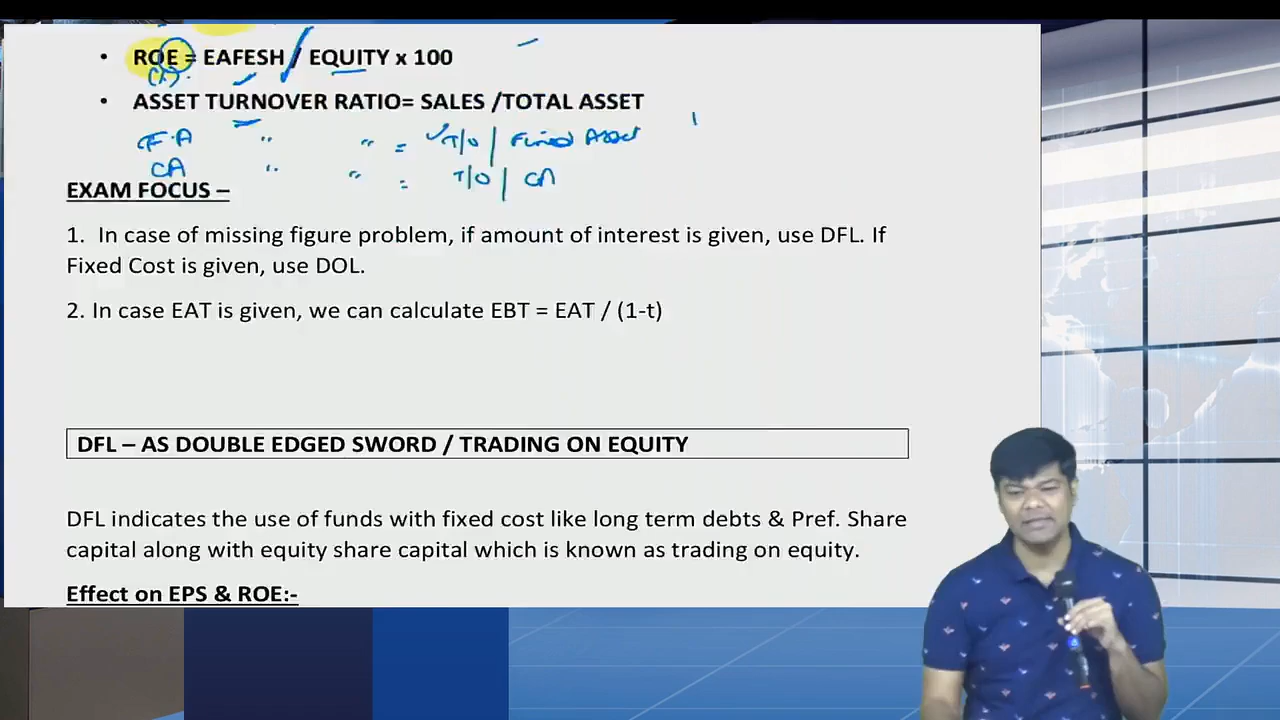 • ROE = EAFESH / EQUITY x 100
(%)
• ASSET TURNOVER RATIO= SALES /TOTAL ASSET
F.A " " = T/O | Fixed Asset
CA " " = T/O | CA
EXAM FOCUS –
1. In case of missing figure problem, if amount of interest is given, use DFL. If
Fixed Cost is given, use DOL.
2. In case EAT is given, we can calculate EBT = EAT / (1-t)
DFL – AS DOUBLE EDGED SWORD / TRADING ON EQUITY
DFL indicates the use of funds with fixed cost like long term debts & Pref. Share
capital along with equity share capital which is known as trading on equity.
Effect on EPS & ROE:-